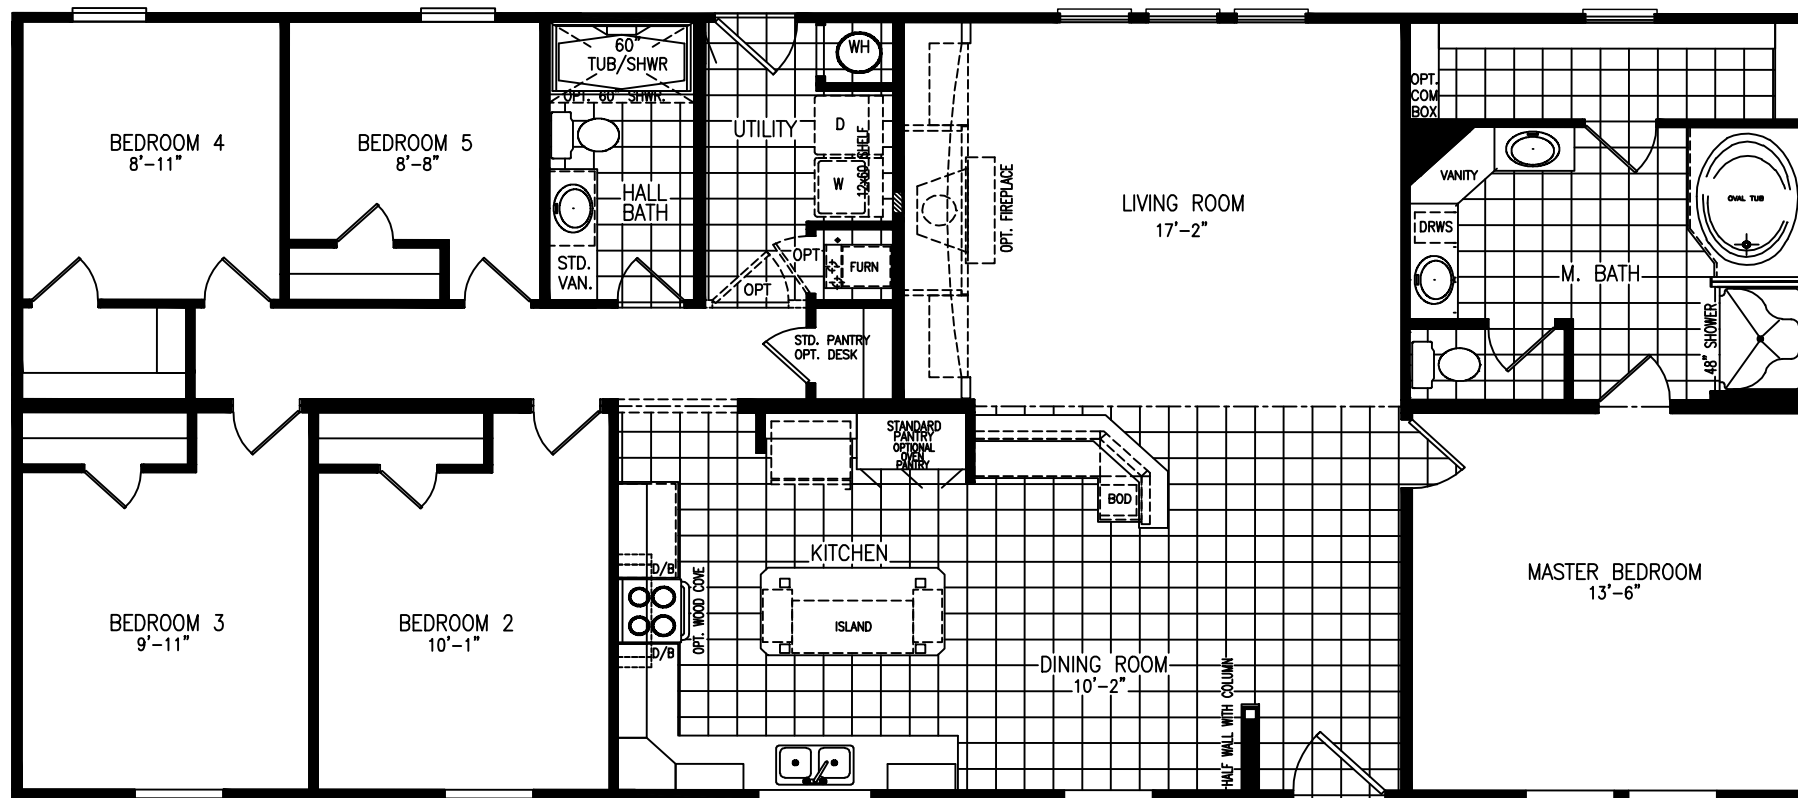 BEDROOM 4
8'-11"
BEDROOM 5
8'-8"
60"
TUB/SHWR
OPT. 60" SHWR.
HALL
BATH
STD.
VAN.
UTILITY
WH
D
W
12x60 SHELF
OPT
OPT
FURN
STD. PANTRY
OPT. DESK
OPT. FIREPLACE
LIVING ROOM
17'-2"
OPT.
COM
BOX
VANITY
DRWS
OVAL TUB
M. BATH
48" SHOWER
BEDROOM 3
9'-11"
BEDROOM 2
10'-1"
STANDARD
PANTRY
OPTIONAL
OVEN
PANTRY
BOD
KITCHEN
D/B
D/B
OPT. WOOD COVE
ISLAND
DINING ROOM
10'-2"
HALF WALL WITH COLUMN
MASTER BEDROOM
13'-6"